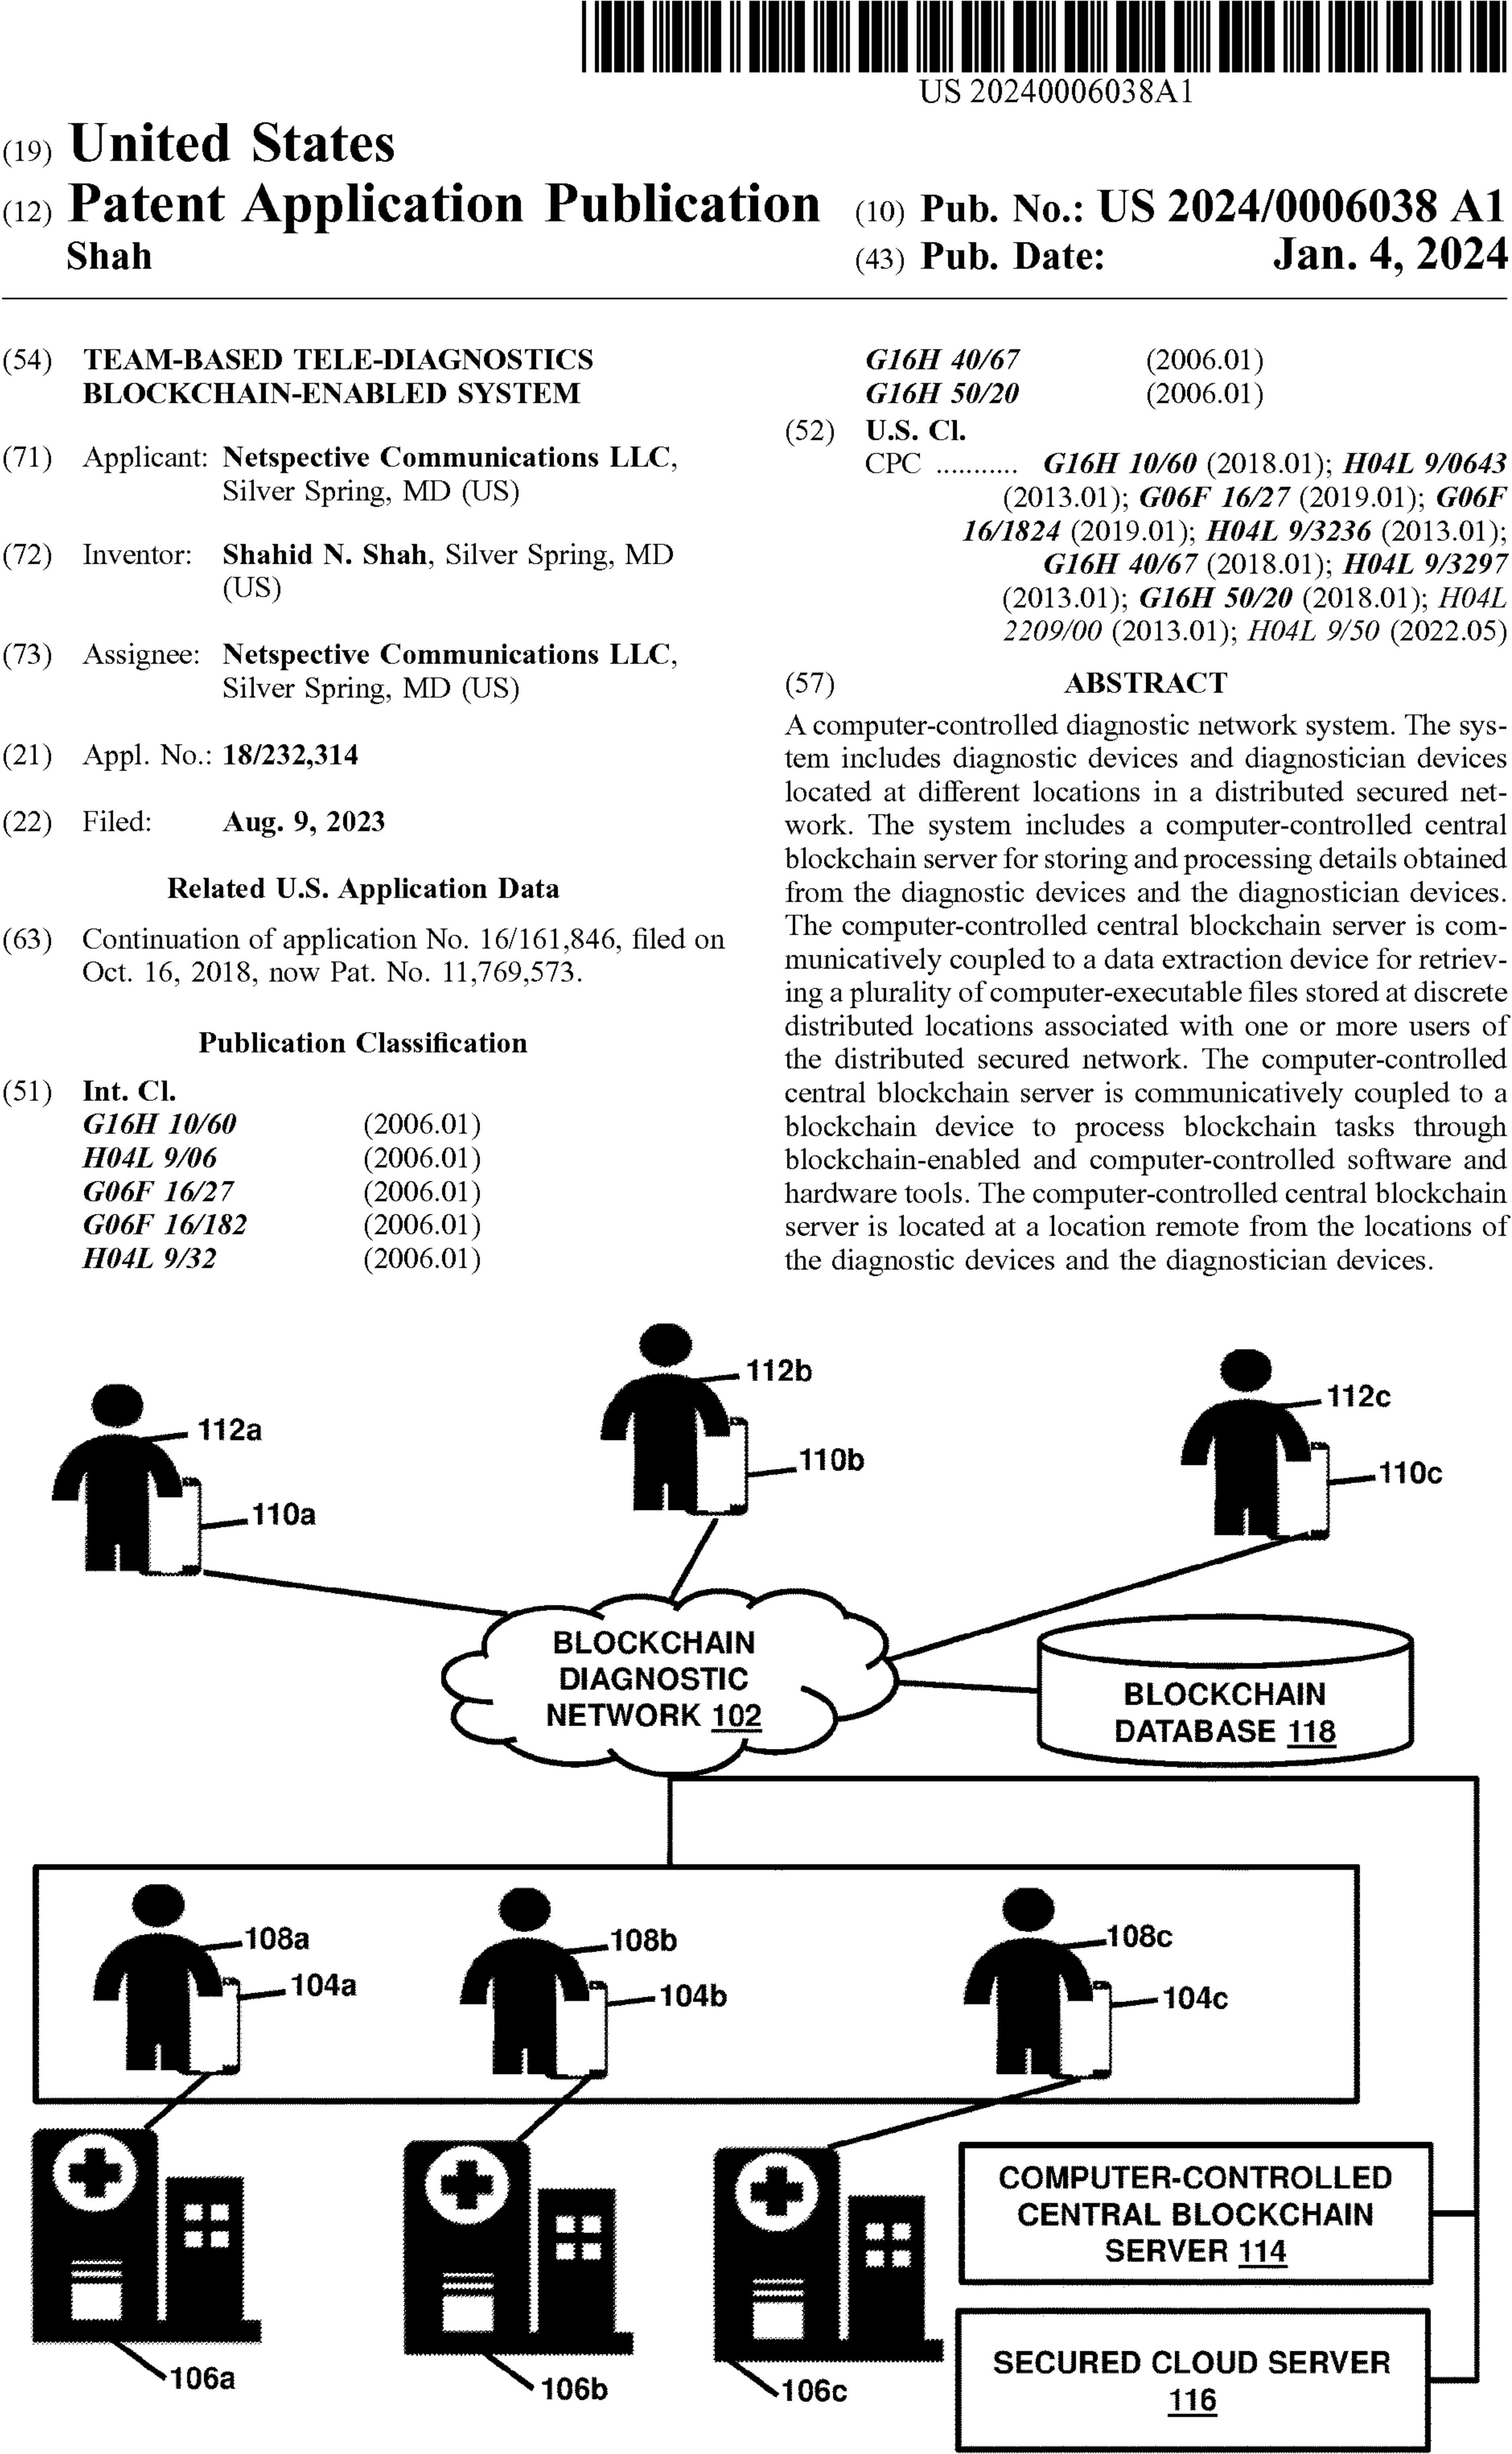 US 20240006038A1
(19) United States
(12) Patent Application Publication
Shah
(10) Pub. No.: US 2024/0006038 A1
(43) Pub. Date: Jan. 4, 2024
(54) TEAM-BASED TELE-DIAGNOSTICS
BLOCKCHAIN-ENABLED SYSTEM
(71) Applicant: Netspective Communications LLC,
Silver Spring, MD (US)
(72) Inventor: Shahid N. Shah, Silver Spring, MD
(US)
(73) Assignee: Netspective Communications LLC,
Silver Spring, MD (US)
(21) Appl. No.: 18/232,314
(22) Filed: Aug. 9, 2023
Related U.S. Application Data
(63) Continuation of application No. 16/161,846, filed on
Oct. 16, 2018, now Pat. No. 11,769,573.
Publication Classification
(51) Int. Cl.
G16H 10/60 (2006.01)
H04L 9/06 (2006.01)
G06F 16/27 (2006.01)
G06F 16/182 (2006.01)
H04L 9/32 (2006.01)
G16H 40/67 (2006.01)
G16H 50/20 (2006.01)
(52) U.S. Cl.
CPC ........... G16H 10/60 (2018.01); H04L 9/0643
(2013.01); G06F 16/27 (2019.01); G06F
16/1824 (2019.01); H04L 9/3236 (2013.01);
G16H 40/67 (2018.01); H04L 9/3297
(2013.01); G16H 50/20 (2018.01); H04L
2209/00 (2013.01); H04L 9/50 (2022.05)
(57) ABSTRACT
A computer-controlled diagnostic network system. The sys-
tem includes diagnostic devices and diagnostician devices
located at different locations in a distributed secured net-
work. The system includes a computer-controlled central
blockchain server for storing and processing details obtained
from the diagnostic devices and the diagnostician devices.
The computer-controlled central blockchain server is com-
municatively coupled to a data extraction device for retriev-
ing a plurality of computer-executable files stored at discrete
distributed locations associated with one or more users of
the distributed secured network. The computer-controlled
central blockchain server is communicatively coupled to a
blockchain device to process blockchain tasks through
blockchain-enabled and computer-controlled software and
hardware tools. The computer-controlled central blockchain
server is located at a location remote from the locations of
the diagnostic devices and the diagnostician devices.
112a
110a
112b
110b
112c
110c
BLOCKCHAIN
DIAGNOSTIC
NETWORK 102
BLOCKCHAIN
DATABASE 118
108a
104a
108b
104b
108c
104c
106a
106b
106c
COMPUTER-CONTROLLED
CENTRAL BLOCKCHAIN
SERVER 114
SECURED CLOUD SERVER
116